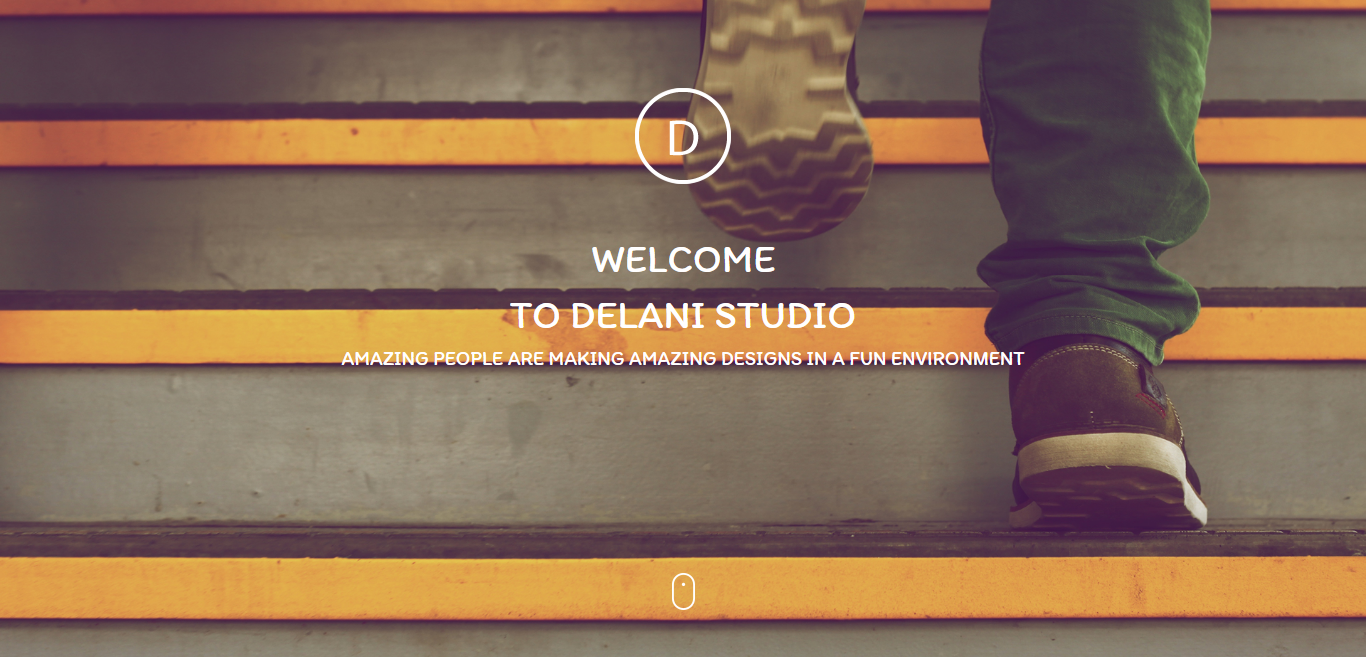 D
WELCOME
TO DELANI STUDIO
AMAZING PEOPLE ARE MAKING AMAZING DESIGNS IN A FUN ENVIRONMENT